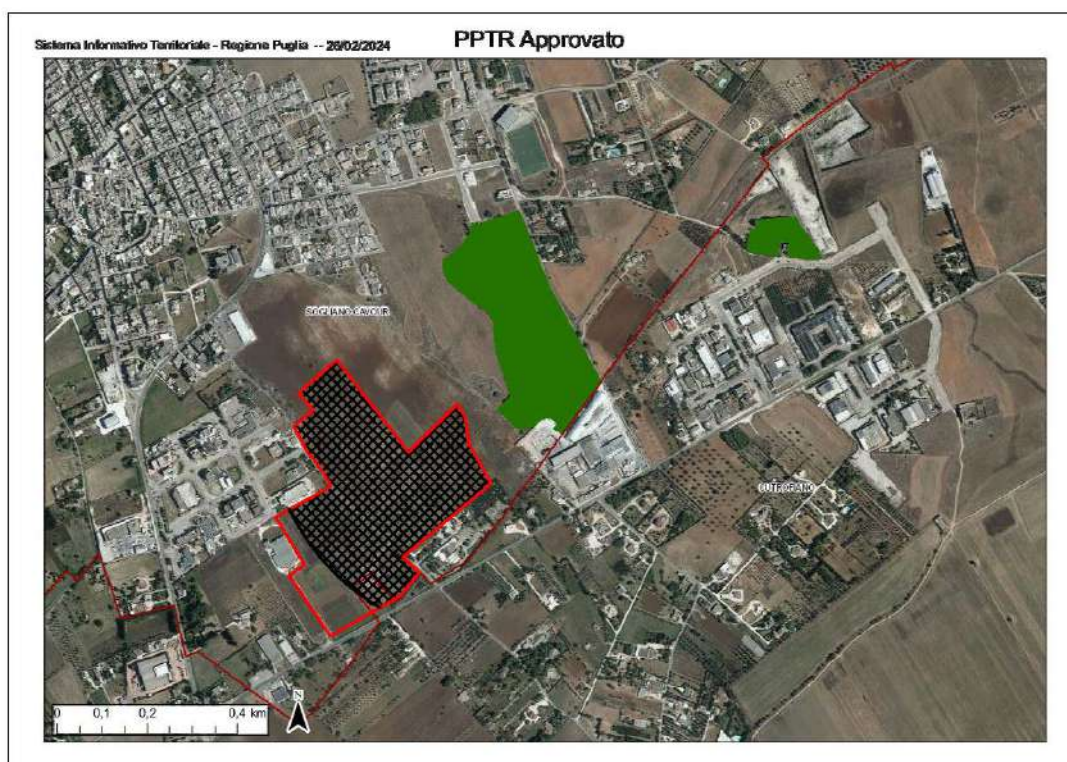 Sistema Informativo Territoriale - Regione Puglia -- 26/02/2024
PPTR Approvato
SOGLIANO CAVOUR
CUTROFIANO
N
0 0,1 0,2 0,4 km